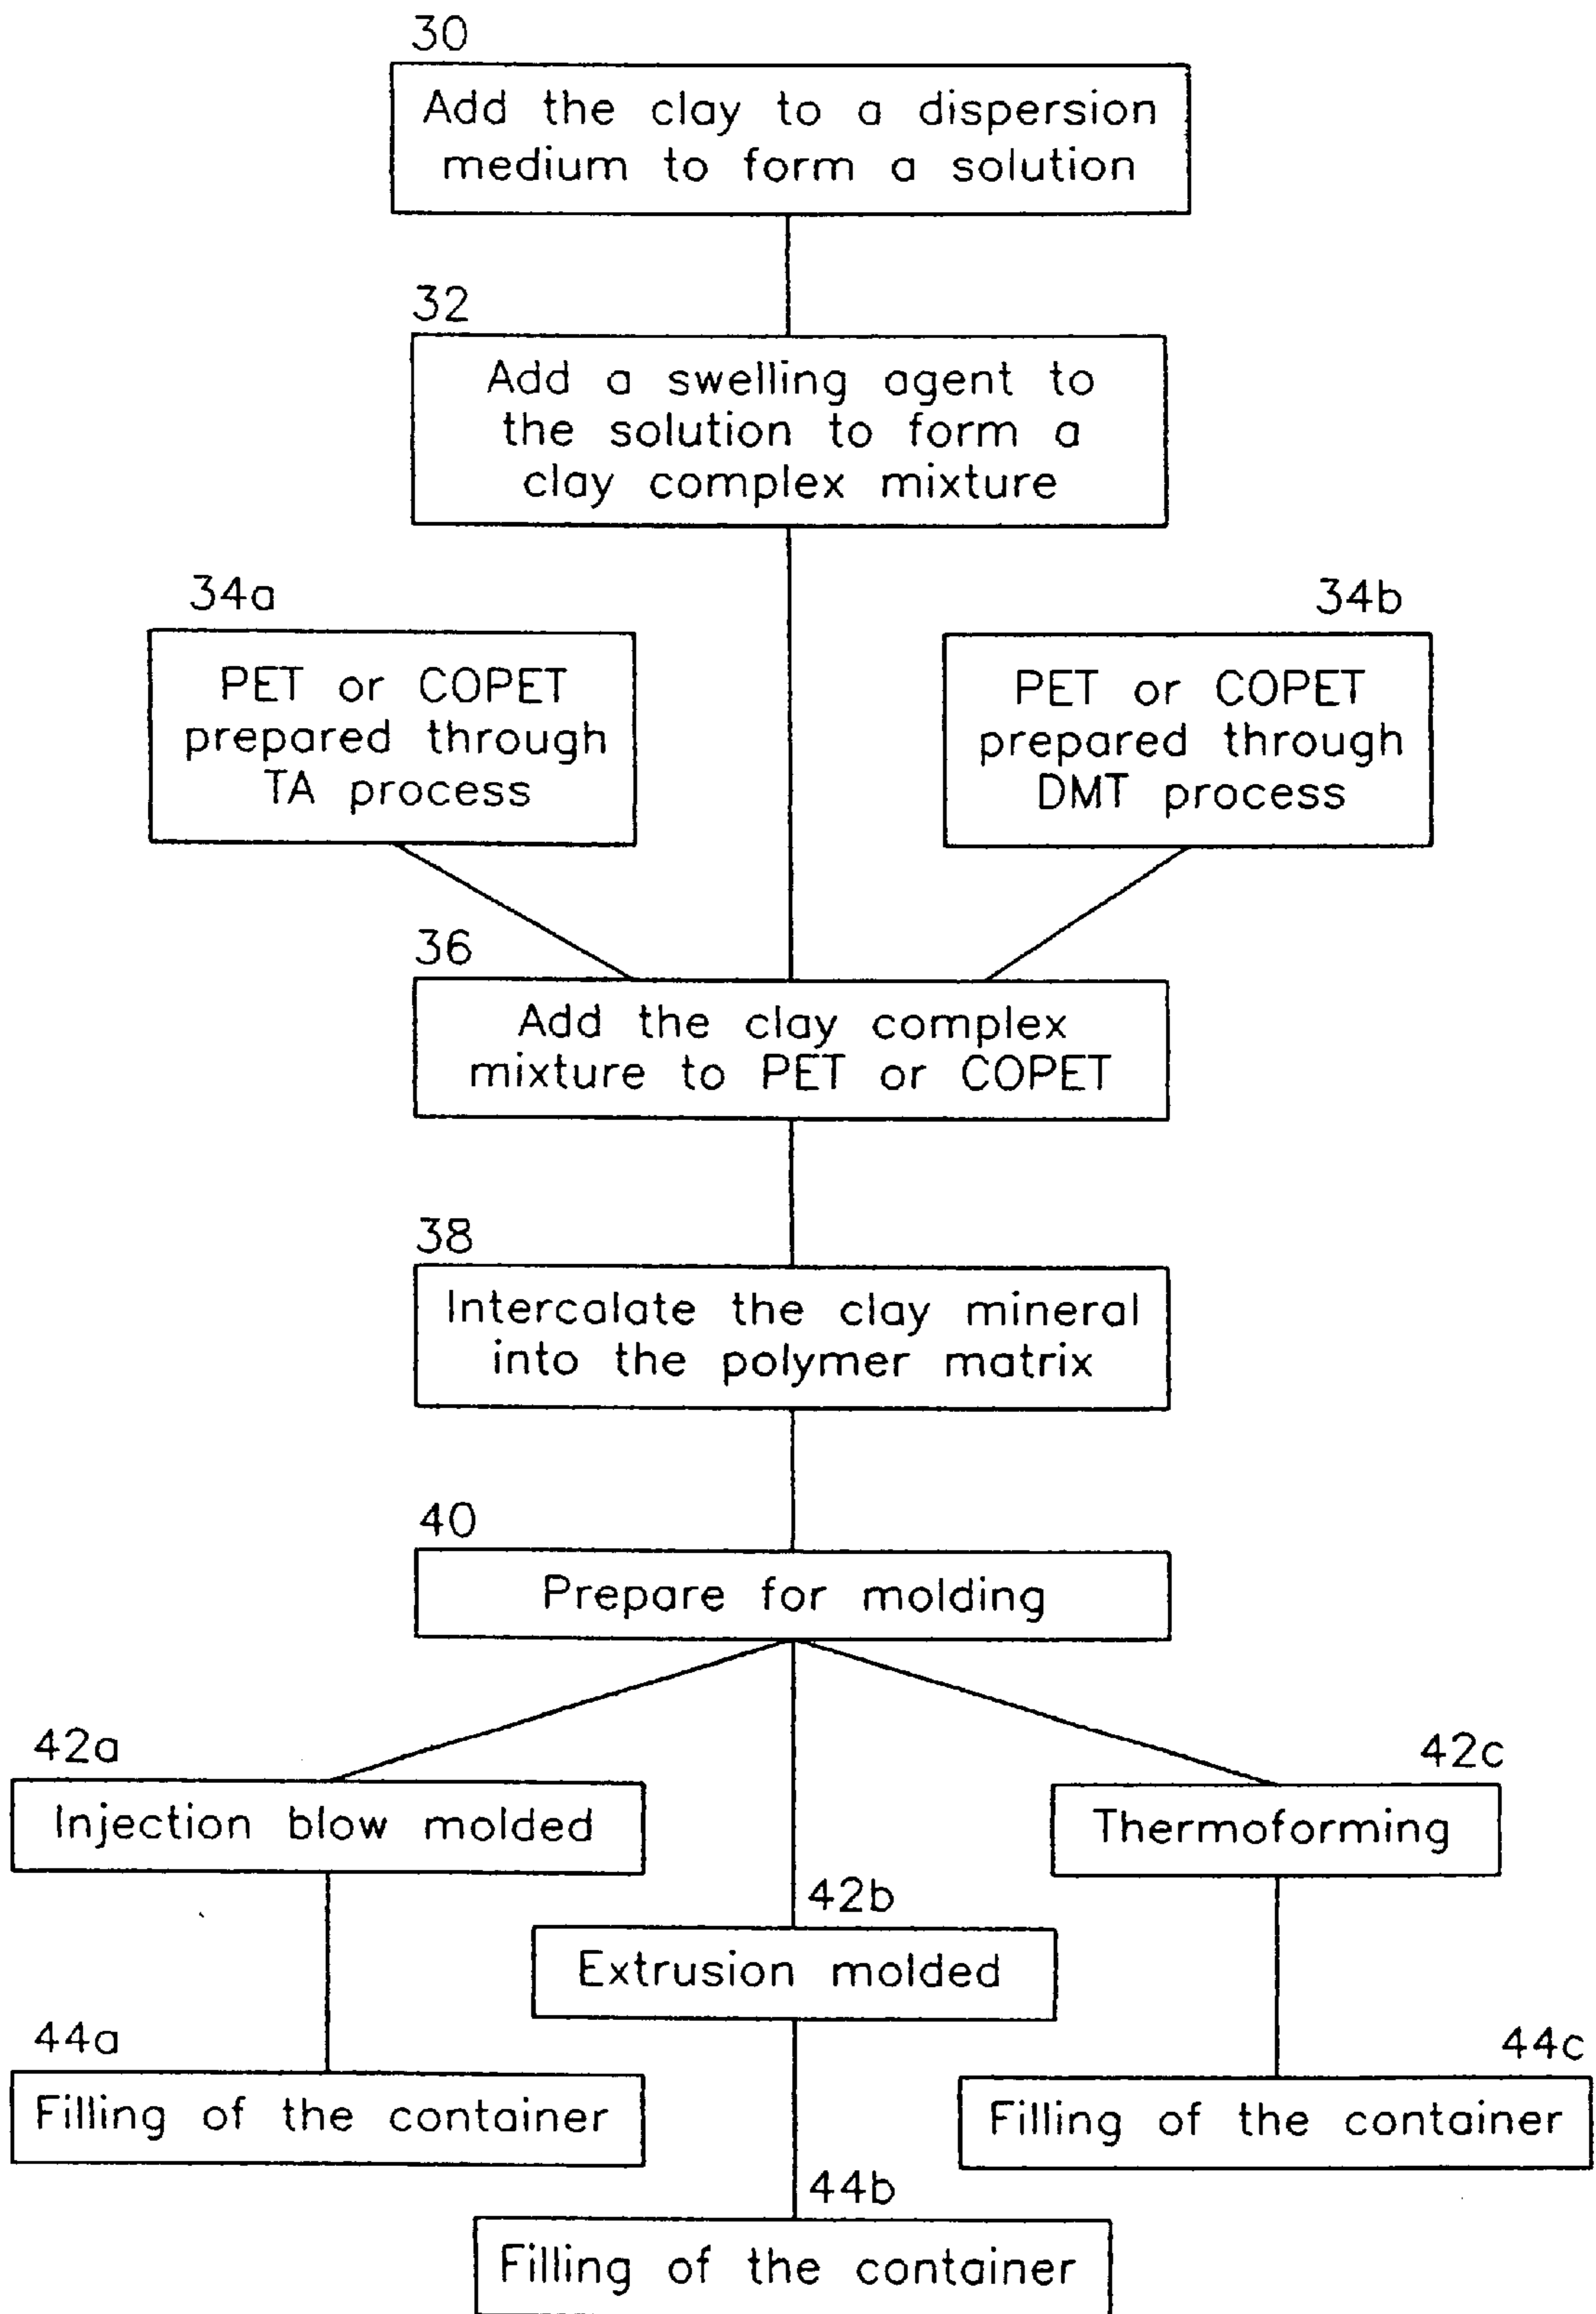 30
Add the clay to a dispersion
medium to form a solution
32
Add a swelling agent to
the solution to form a
clay complex mixture
34a
PET or COPET
prepared through
TA process
34b
PET or COPET
prepared through
DMT process
36
Add the clay complex
mixture to PET or COPET
38
Intercalate the clay mineral
into the polymer matrix
40
Prepare for molding
42a
Injection blow molded
42c
Thermoforming
42b
Extrusion molded
44a
Filling of the container
44c
Filling of the container
44b
Filling of the container